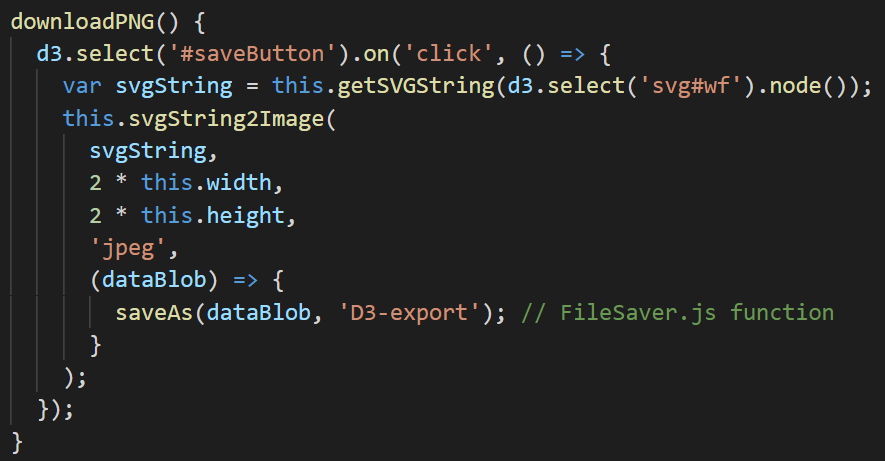 downloadPNG() {
  d3.select('#saveButton').on('click', () => {
    var svgString = this.getSVGString(d3.select('svg#wf').node());
    this.svgString2Image(
      svgString,
      2 * this.width,
      2 * this.height,
      'jpeg',
      (dataBlob) => {
        saveAs(dataBlob, 'D3-export'); // FileSaver.js function
      }
    );
  });
}